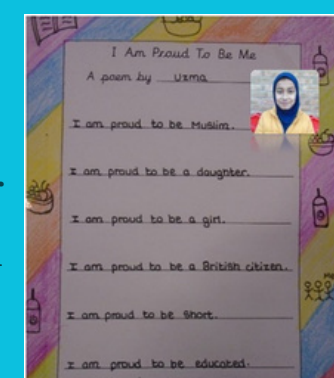 I Am Proud To Be Me
A poem by Uzma
I am proud to be Muslim.
I am proud to be a daughter.
I am proud to be a girl.
I am proud to be a British citizen.
I am proud to be short.
I am proud to be educated.